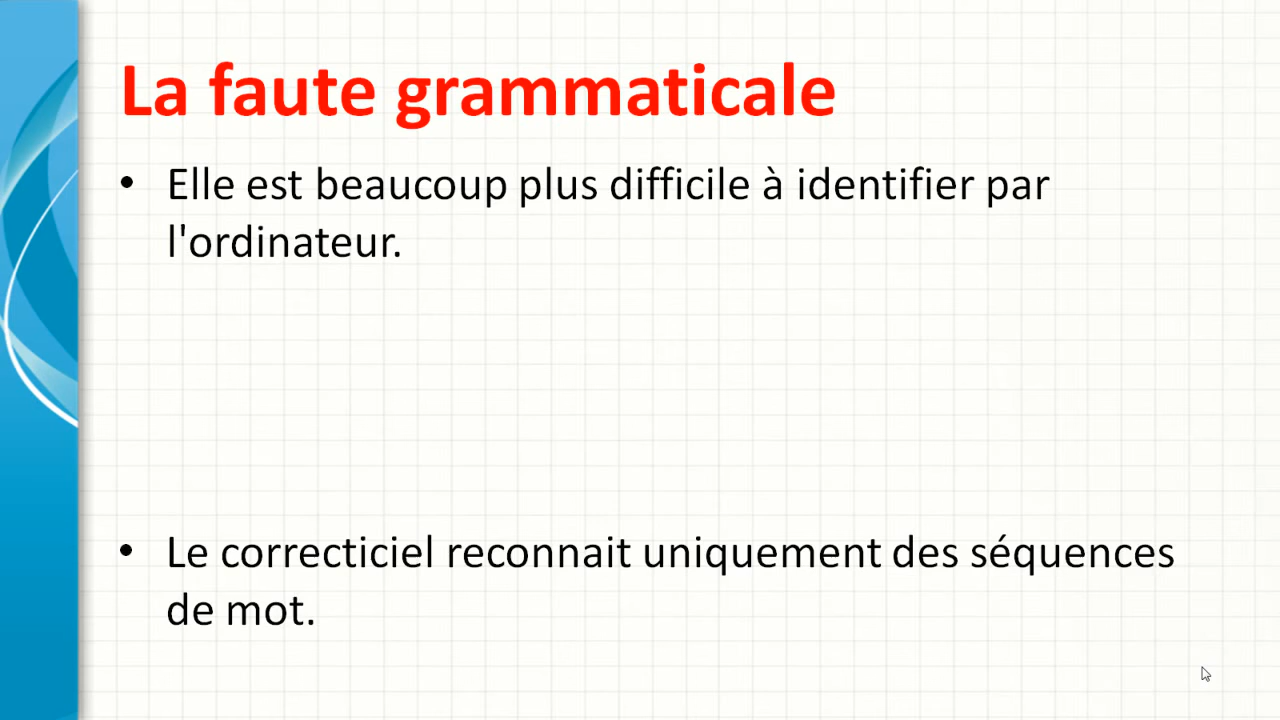 La faute grammaticale
• Elle est beaucoup plus difficile à identifier par
l'ordinateur.
• Le correcticiel reconnait uniquement des séquences
de mot.